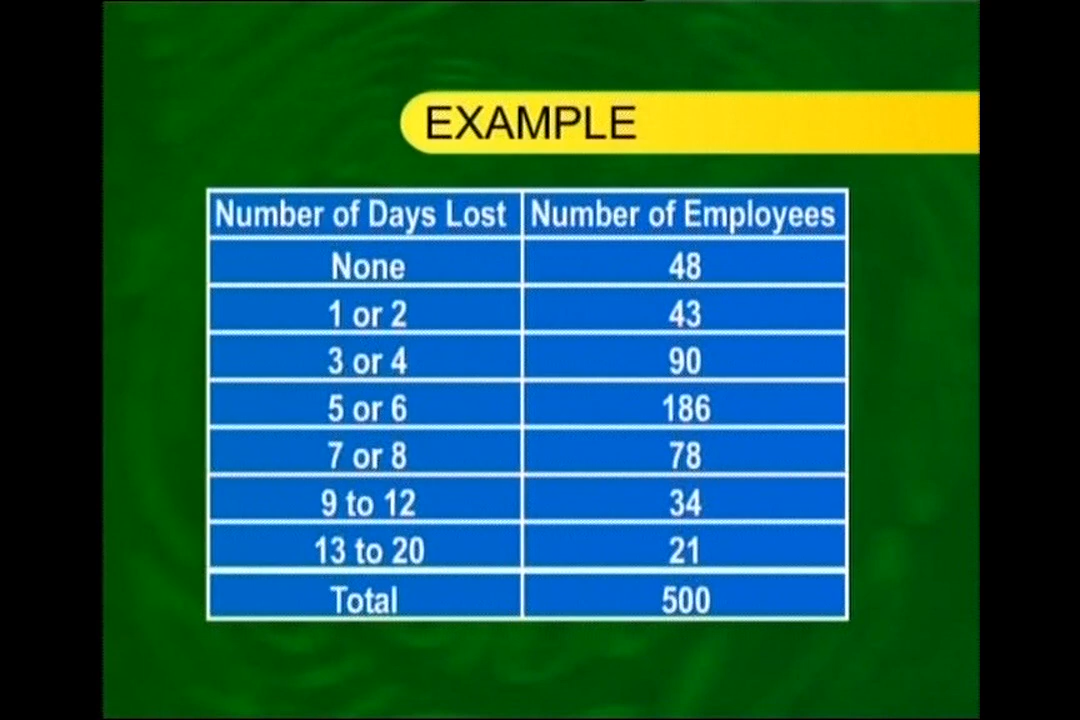 EXAMPLE
Number of Days Lost Number of Employees
None 48
1 or 2 43
3 or 4 90
5 or 6 186
7 or 8 78
9 to 12 34
13 to 20 21
Total 500